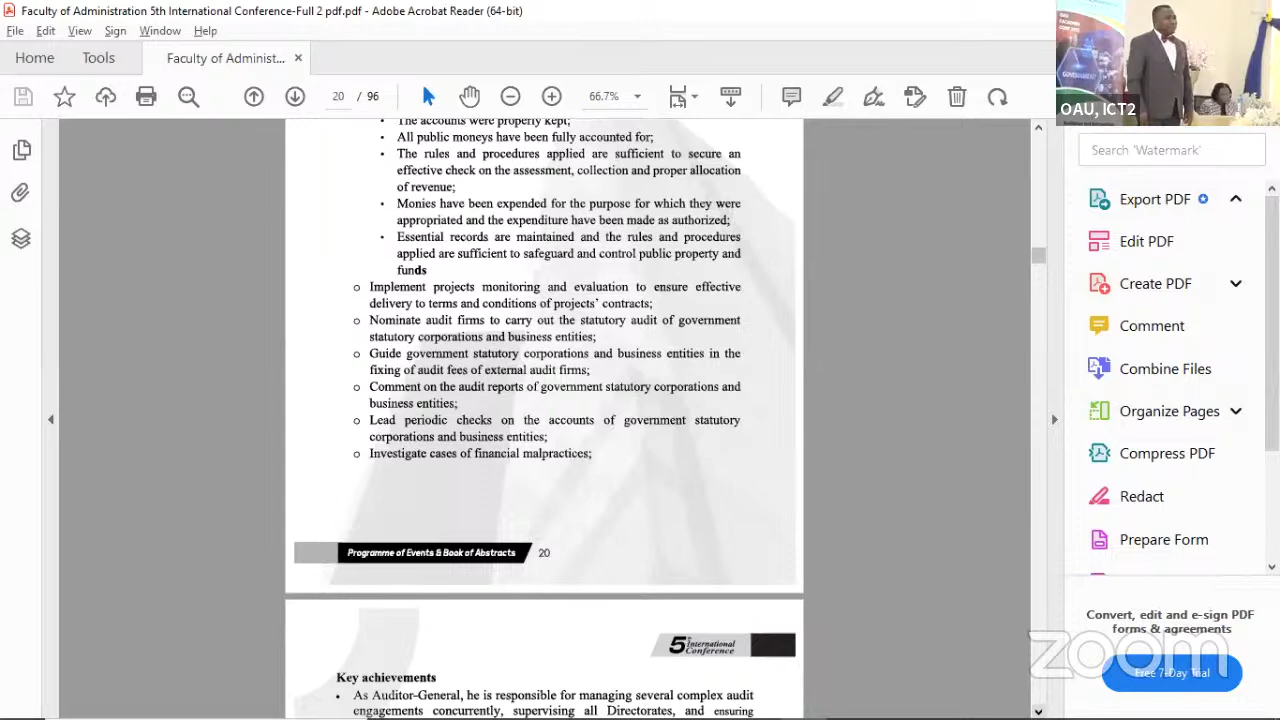 Faculty of Administration 5th International Conference-Full 2 pdf.pdf - Adobe Acrobat Reader (64-bit)
File Edit View Sign Window Help
Home Tools Faculty of Administ... ×
20 96 66.7%
OAU, ICT2
The accounts were properly kept;
• All public moneys have been fully accounted for;
• The rules and procedures applied are sufficient to secure an
effective check on the assessment, collection and proper allocation
of revenue;
• Monies have been expended for the purpose for which they were
appropriated and the expenditure have been made as authorized;
• Essential records are maintained and the rules and procedures
applied are sufficient to safeguard and control public property and
funds
o Implement projects monitoring and evaluation to ensure effective
delivery to terms and conditions of projects' contracts;
o Nominate audit firms to carry out the statutory audit of government
statutory corporations and business entities;
o Guide government statutory corporations and business entities in the
fixing of audit fees of external audit firms;
o Comment on the audit reports of government statutory corporations and
business entities;
o Lead periodic checks on the accounts of government statutory
corporations and business entities;
o Investigate cases of financial malpractices;
Programme of Events & Book of Abstracts 20
5th International
Conference
Key achievements
• As Auditor-General, he is responsible for managing several complex audit
engagements concurrently, supervising all Directorates, and ensuring
Search 'Watermark'
Export PDF
Edit PDF
Create PDF
Comment
Combine Files
Organize Pages
Compress PDF
Redact
Prepare Form
Convert, edit and e-sign PDF
forms & agreements
Free 7-Day Trial
zoom